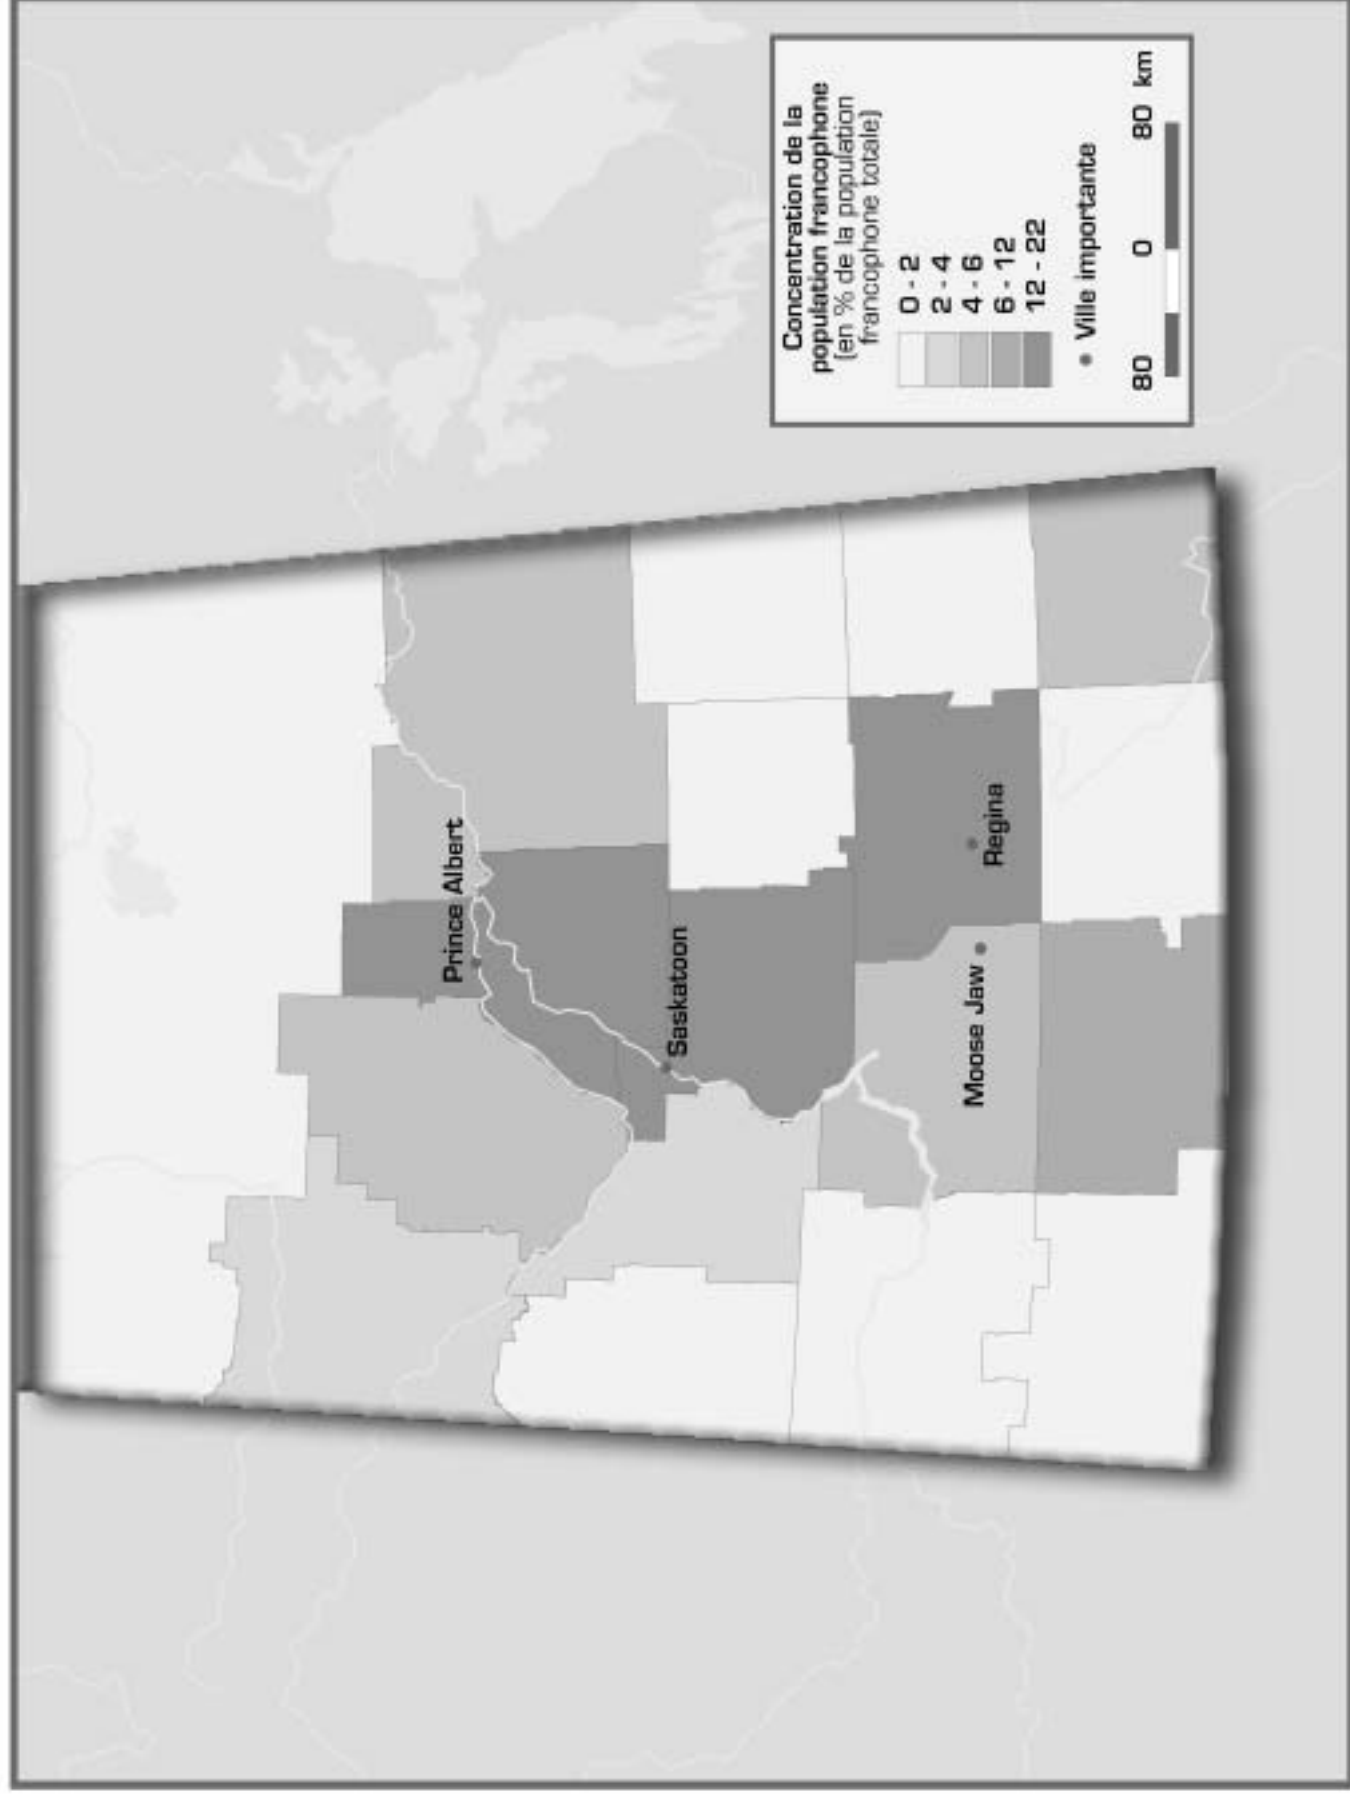 Prince Albert
Saskatoon
Moose Jaw
Regina
Concentration de la
population francophone
(en % de la population
francophone totale)
0 - 2
2 - 4
4 - 6
6 - 12
12 - 22
Ville importante
80 0 80 km